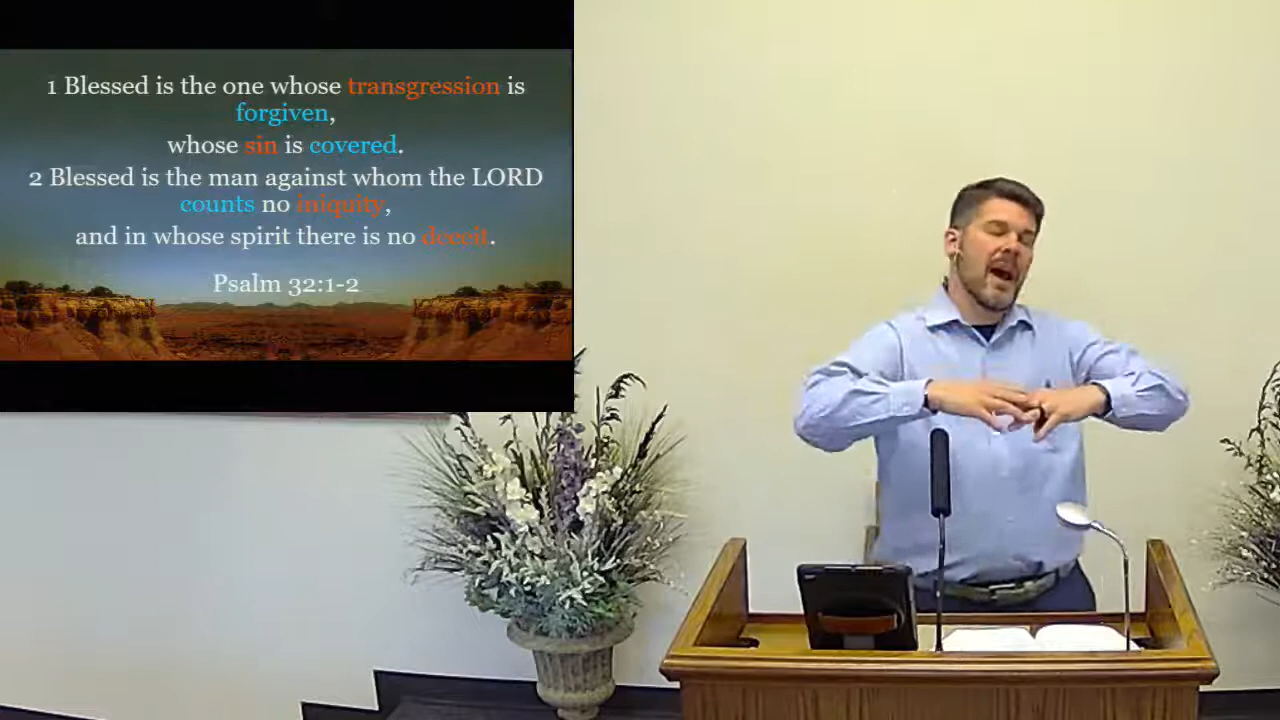 1 Blessed is the one whose transgression is
forgiven,
whose sin is covered.
2 Blessed is the man against whom the LORD
counts no iniquity,
and in whose spirit there is no deceit.
Psalm 32:1-2